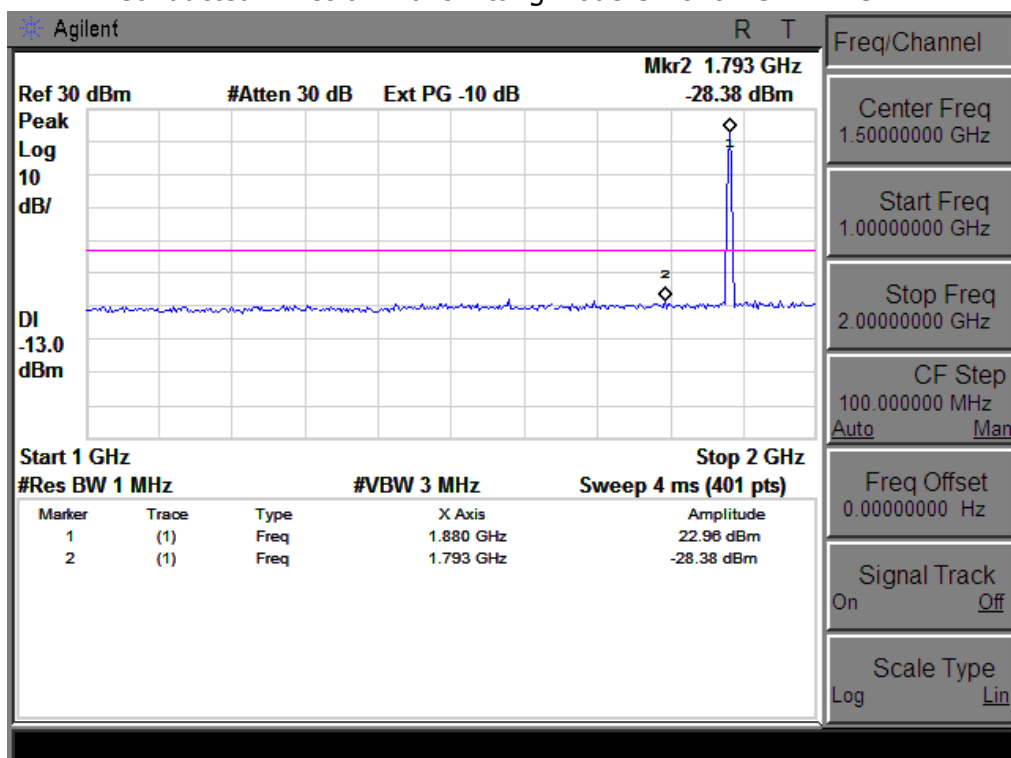 Agilent R T
Mkr2 1.793 GHz
Ref 30 dBm #Atten 30 dB Ext PG -10 dB -28.38 dBm
Peak
Log
10
dB/
1
2
DI
-13.0
dBm
Start 1 GHz Stop 2 GHz
#Res BW 1 MHz #VBW 3 MHz Sweep 4 ms (401 pts)
Marker Trace Type X Axis Amplitude
1 (1) Freq 1.880 GHz 22.96 dBm
2 (1) Freq 1.793 GHz -28.38 dBm
Freq/Channel
Center Freq
1.50000000 GHz
Start Freq
1.00000000 GHz
Stop Freq
2.00000000 GHz
CF Step
100.000000 MHz
Auto Man
Freq Offset
0.00000000 Hz
Signal Track
On Off
Scale Type
Log Lin